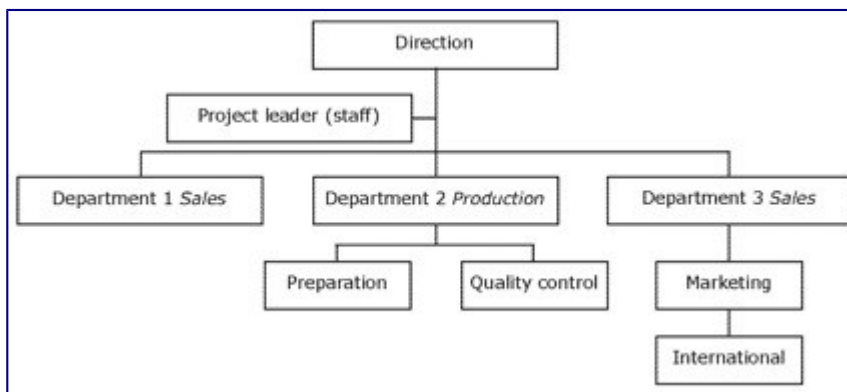 Direction
Project leader (staff)
Department 1 Sales
Department 2 Production
Department 3 Sales
Preparation
Quality control
Marketing
International